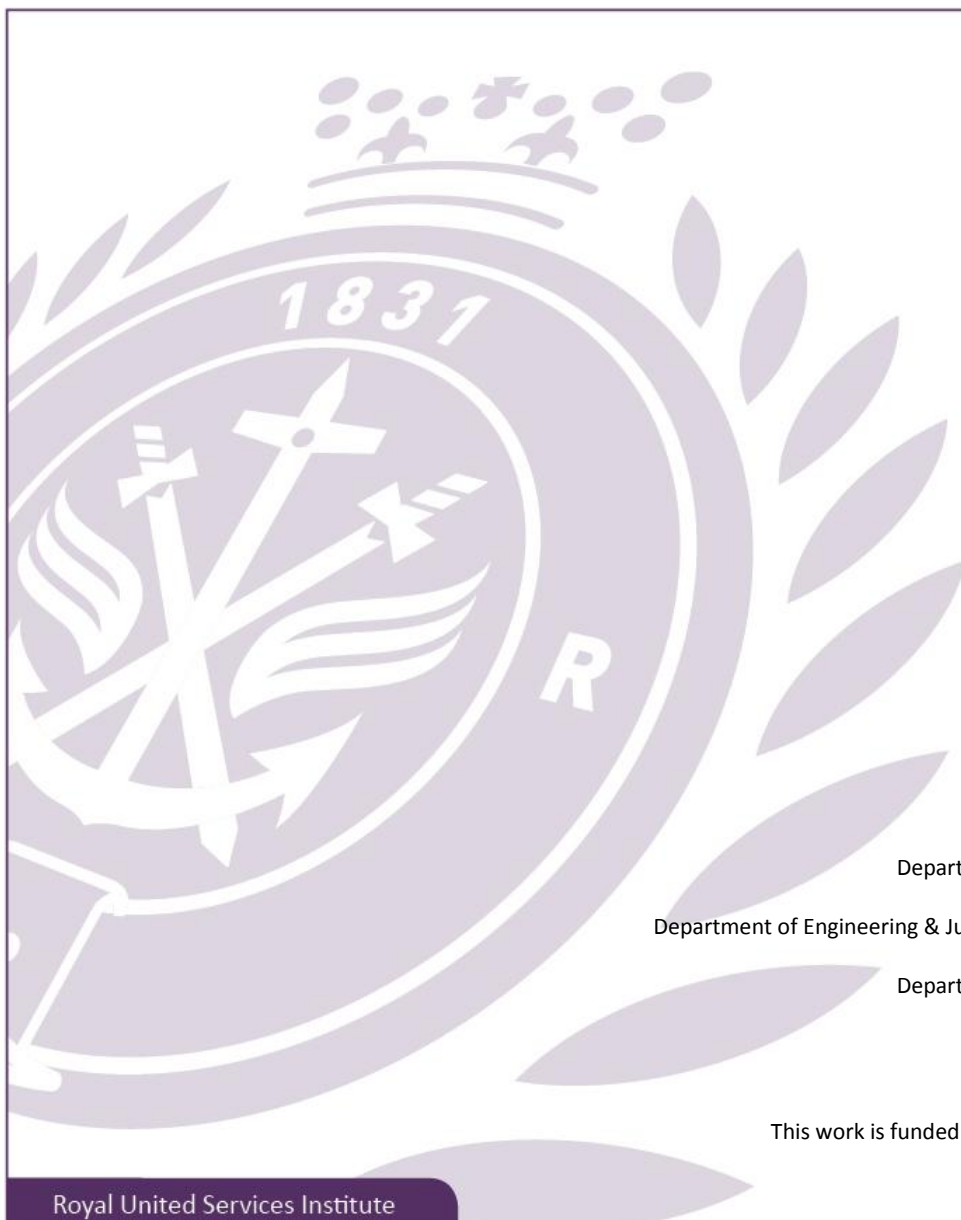 1831
R
Depart
Department of Engineering & Ju
Depart
This work is funded
Royal United Services Institute